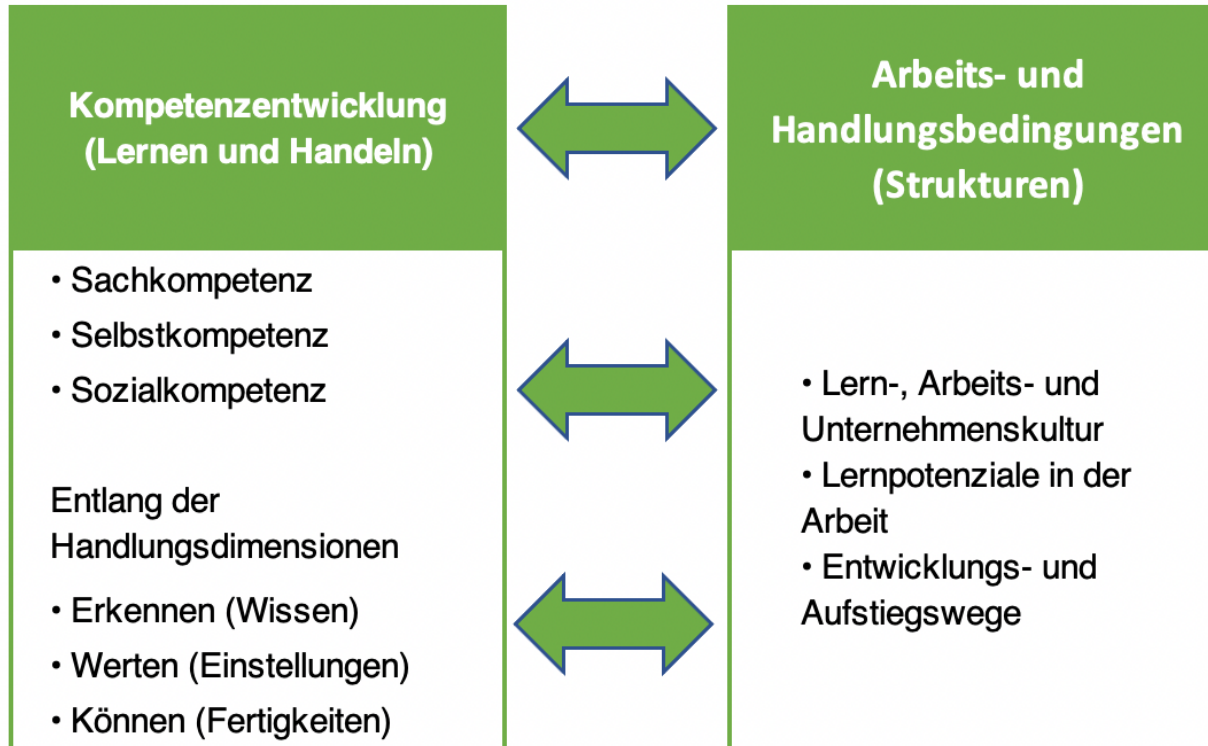 Kompetenzentwicklung
(Lernen und Handeln)
• Sachkompetenz
• Selbstkompetenz
• Sozialkompetenz
Entlang der
Handlungsdimensionen
• Erkennen (Wissen)
• Werten (Einstellungen)
• Können (Fertigkeiten)
Arbeits- und
Handlungsbedingungen
(Strukturen)
• Lern-, Arbeits- und
Unternehmenskultur
• Lernpotenziale in der
Arbeit
• Entwicklungs- und
Aufstiegswege